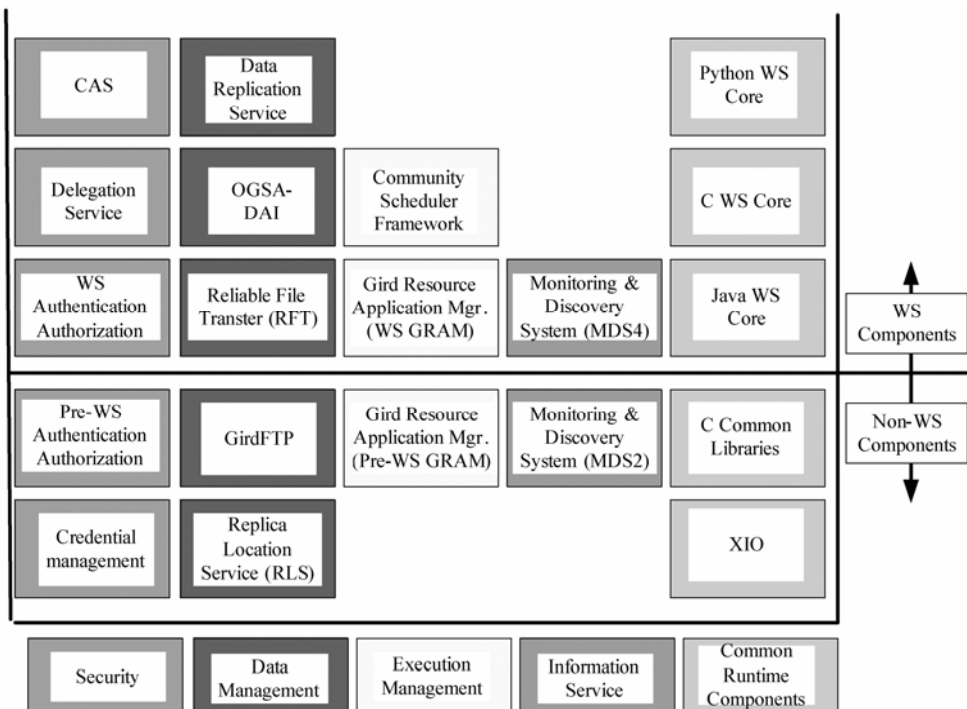 CAS
Data
Replication
Service
Python WS
Core
Delegation
Service
OGSA-
DAI
Community
Scheduler
Framework
C WS Core
WS
Authentication
Authorization
Reliable File
Transter (RFT)
Gird Resource
Application Mgr.
(WS GRAM)
Monitoring &
Discovery
System (MDS4)
Java WS
Core
WS
Components
Pre-WS
Authentication
Authorization
GirdFTP
Gird Resource
Application Mgr.
(Pre-WS GRAM)
Monitoring &
Discovery
System (MDS2)
C Common
Libraries
Non-WS
Components
Credential
management
Replica
Location
Service (RLS)
XIO
Security
Data
Management
Execution
Management
Information
Service
Common
Runtime
Components